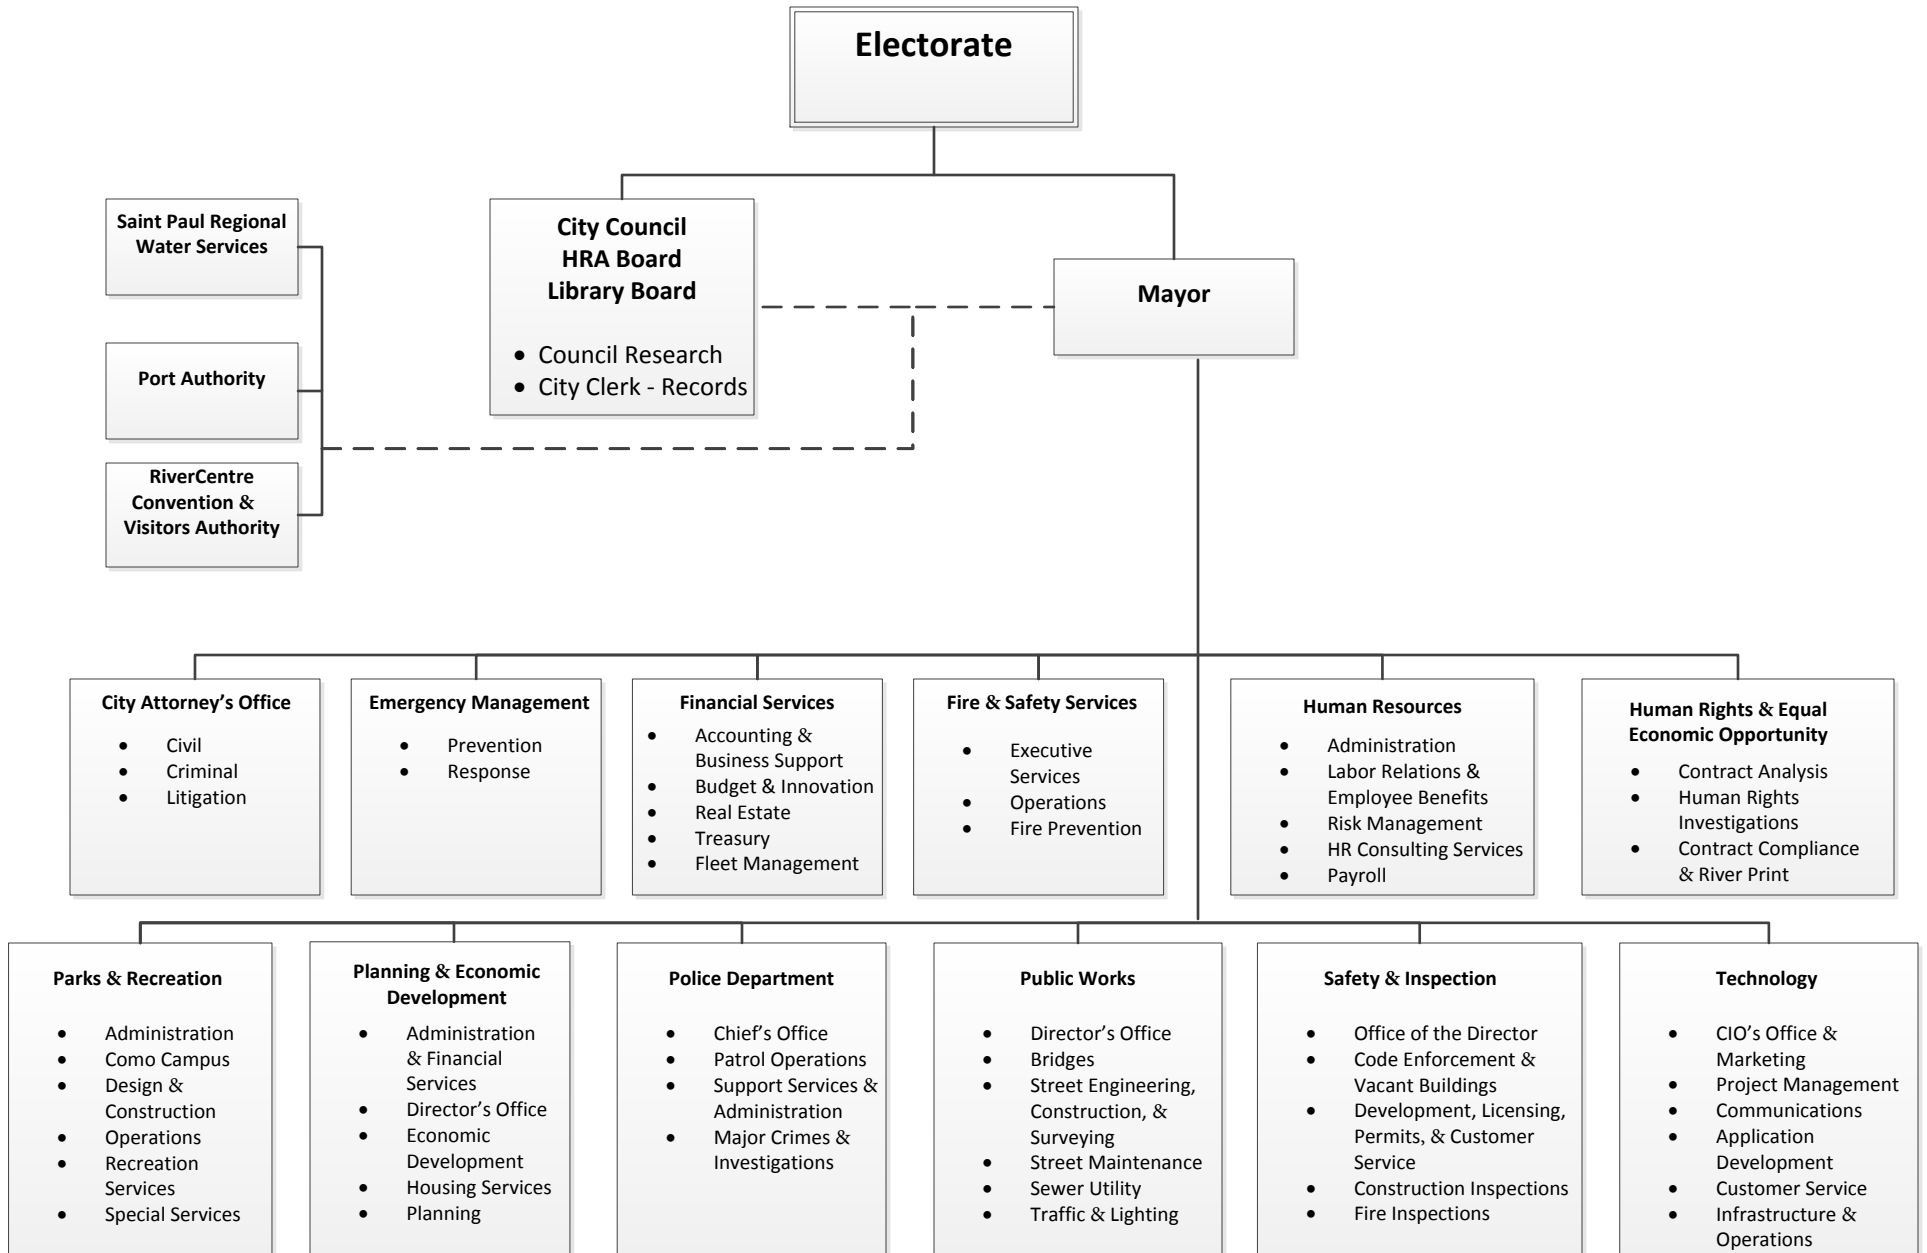 Electorate
Saint Paul Regional
Water Services
Port Authority
RiverCentre
Convention &
Visitors Authority
City Council
HRA Board
Library Board
• Council Research
• City Clerk - Records
Mayor
City Attorney’s Office
• Civil
• Criminal
• Litigation
Emergency Management
• Prevention
• Response
Financial Services
• Accounting &
Business Support
• Budget & Innovation
• Real Estate
• Treasury
• Fleet Management
Fire & Safety Services
• Executive
Services
• Operations
• Fire Prevention
Human Resources
• Administration
• Labor Relations &
Employee Benefits
• Risk Management
• HR Consulting Services
• Payroll
Human Rights & Equal
Economic Opportunity
• Contract Analysis
• Human Rights
Investigations
• Contract Compliance
& River Print
Parks & Recreation
• Administration
• Como Campus
• Design &
Construction
• Operations
• Recreation
Services
• Special Services
Planning & Economic
Development
• Administration
& Financial
Services
• Director’s Office
• Economic
Development
• Housing Services
• Planning
Police Department
• Chief’s Office
• Patrol Operations
• Support Services &
Administration
• Major Crimes &
Investigations
Public Works
• Director’s Office
• Bridges
• Street Engineering,
Construction, &
Surveying
• Street Maintenance
• Sewer Utility
• Traffic & Lighting
Safety & Inspection
• Office of the Director
• Code Enforcement &
Vacant Buildings
• Development, Licensing,
Permits, & Customer
Service
• Construction Inspections
• Fire Inspections
Technology
• CIO’s Office &
Marketing
• Project Management
• Communications
• Application
Development
• Customer Service
• Infrastructure &
Operations